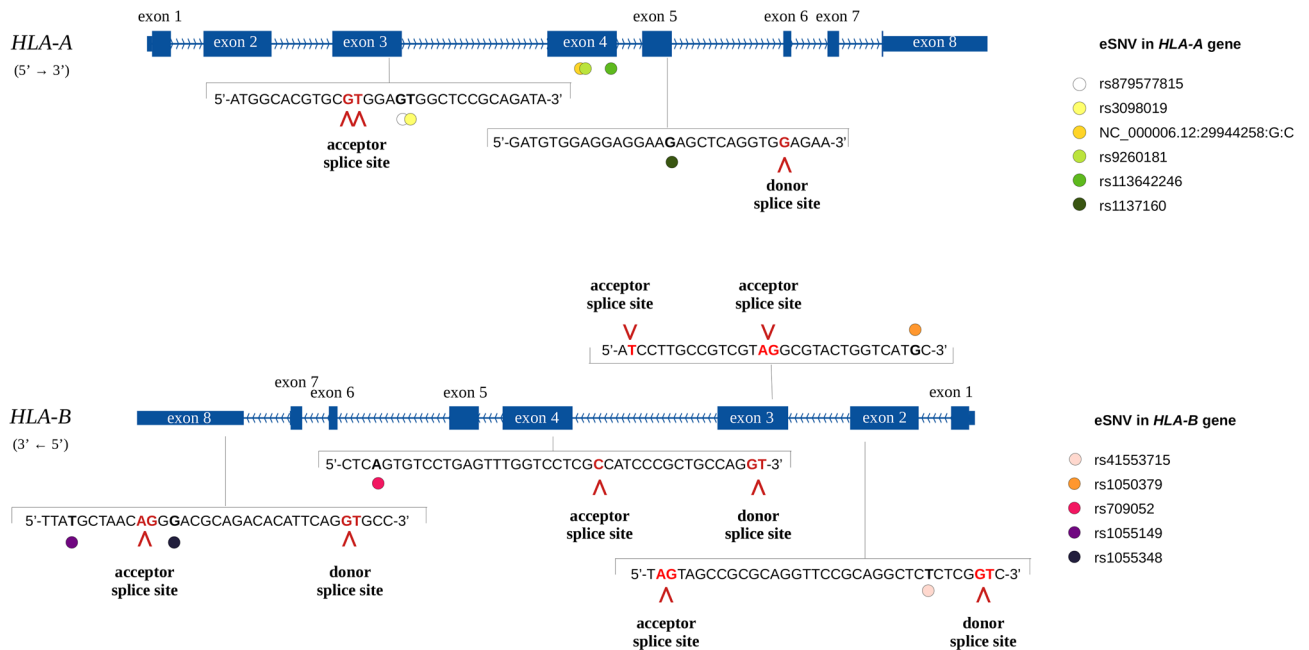 exon 1
exon 5
exon 6 exon 7
HLA-A
exon 2
exon 3
exon 4
exon 8
(5' → 3')
eSNV in HLA-A gene
rs879577815
rs3098019
NC_000006.12:29944258:G:C
rs9260181
rs113642246
rs1137160
5'-ATGGCACGTGCGTGGAGTGGCTCCGCAGATA-3'
acceptor
splice site
5'-GATGTGGAGGAGGAAGAGCTCAGGTGGAGAA-3'
donor
splice site
acceptor
splice site
acceptor
splice site
5'-ATCCTTGCCGTCGTAGGCGTACTGGTCATGC-3'
exon 7
exon 6
exon 5
exon 1
HLA-B
exon 8
exon 4
exon 3
exon 2
(3' ← 5')
eSNV in HLA-B gene
rs41553715
rs1050379
rs709052
rs1055149
rs1055348
5'-CTCAGTGTCCTGAGTTTGGTCCTCGCCATCCCGCTGCCAGGT-3'
acceptor
splice site
donor
splice site
5'-TTATGCTAACAGGGACGCAGACACATTCAGGTGCC-3'
acceptor
splice site
donor
splice site
5'-TAGTAGCCGCGCAGGTTCCGCAGGCTCTCTCGGTC-3'
acceptor
splice site
donor
splice site